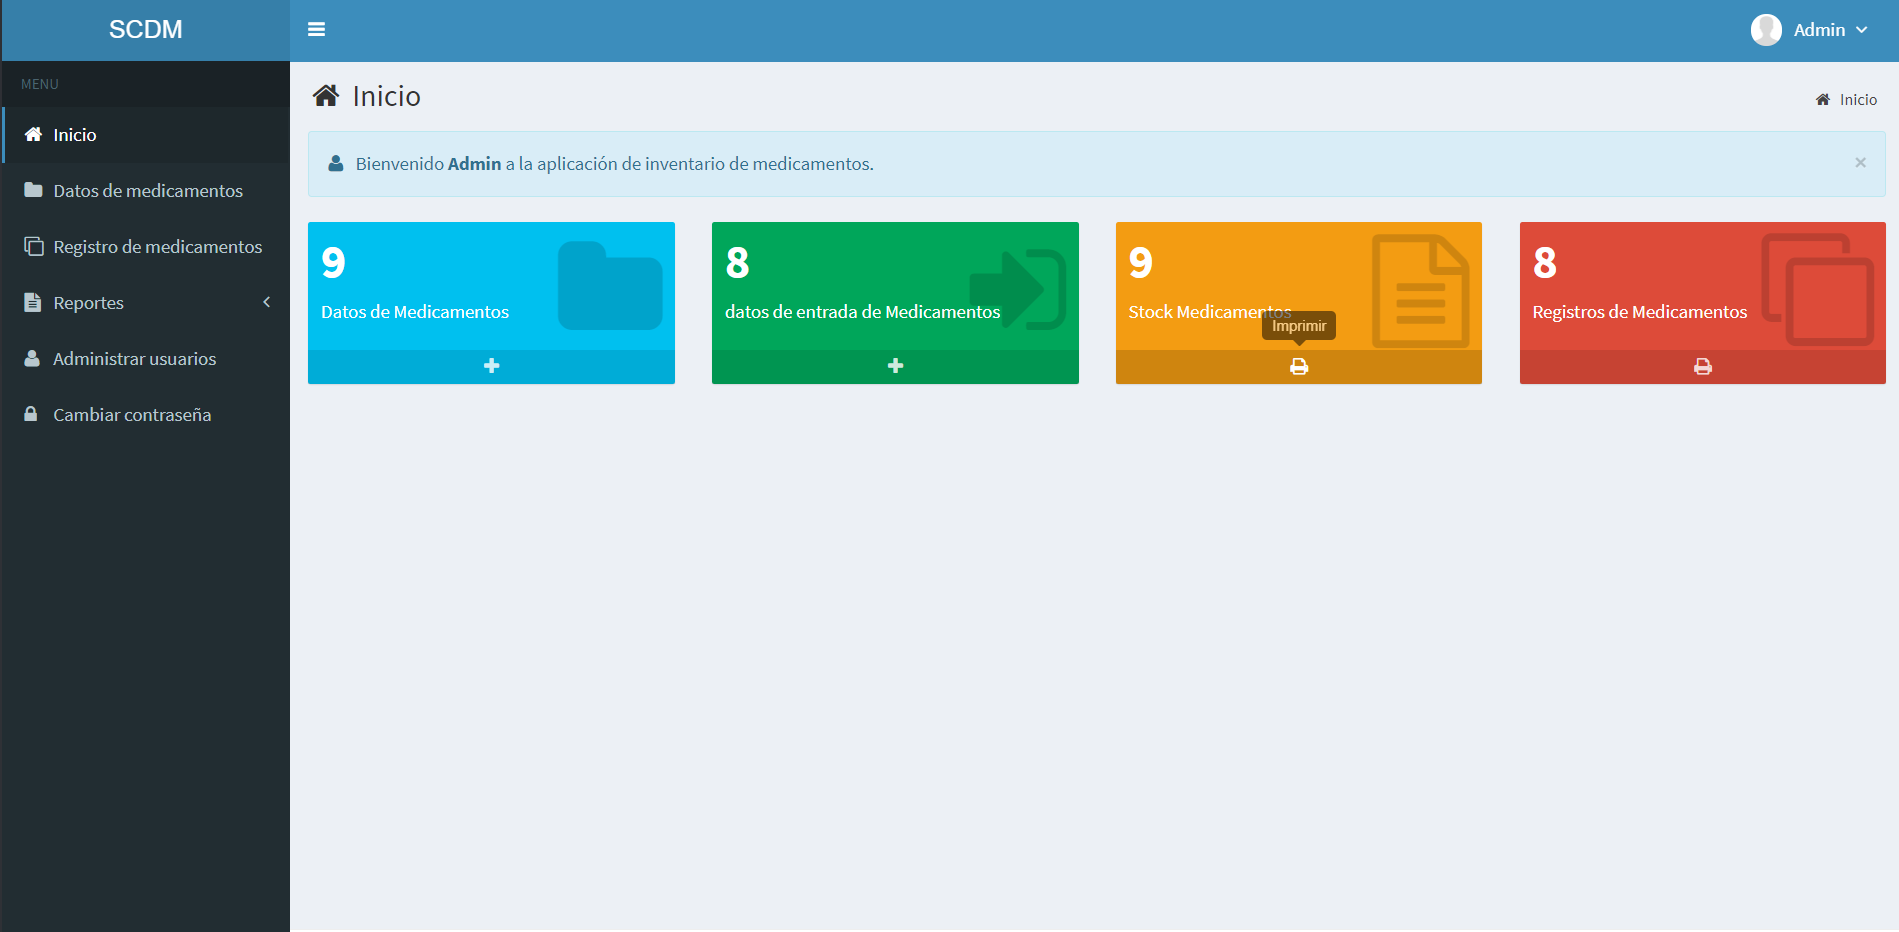 SCDM
Admin
MENU
Inicio
Datos de medicamentos
Registro de medicamentos
Reportes
Administrar usuarios
Cambiar contraseña
Inicio
Inicio
Bienvenido Admin a la aplicación de inventario de medicamentos.
×
9
Datos de Medicamentos
8
datos de entrada de Medicamentos
9
Stock Medicamentos
Imprimir
8
Registros de Medicamentos